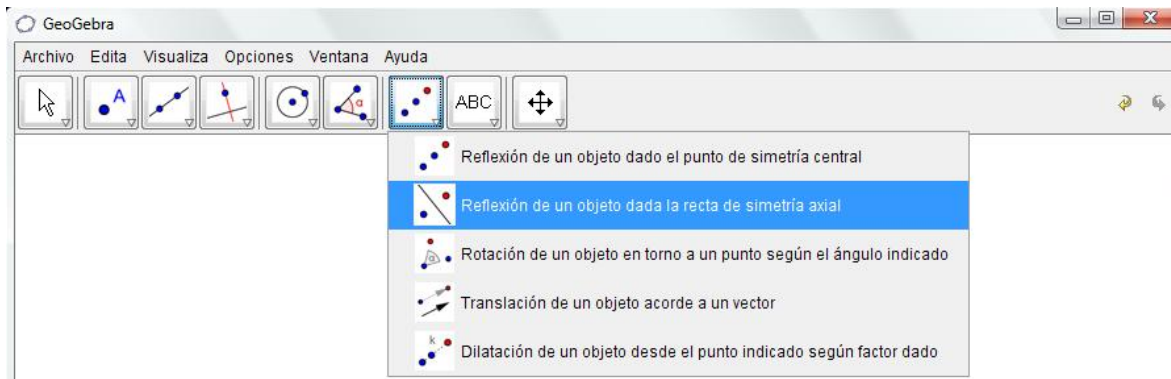 GeoGebra
Archivo Edita Visualiza Opciones Ventana Ayuda
A α ABC
Reflexión de un objeto dado el punto de simetría central
Reflexión de un objeto dada la recta de simetría axial
α Rotación de un objeto en torno a un punto según el ángulo indicado
Translación de un objeto acorde a un vector
k Dilatación de un objeto desde el punto indicado según factor dado